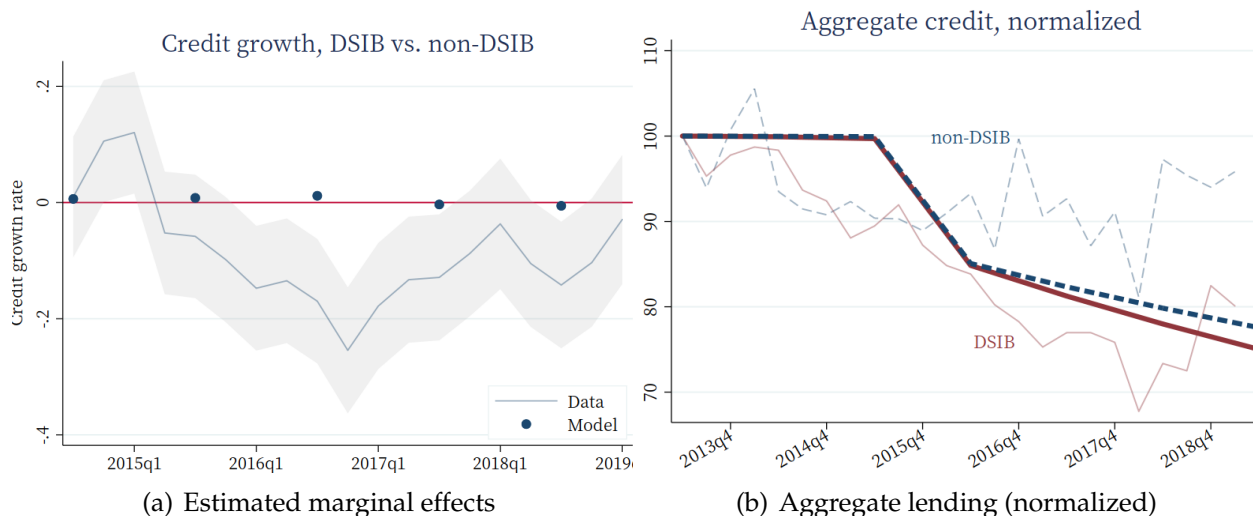 Credit growth, DSIB vs. non-DSIB
Credit growth rate
.2
0
-.2
-.4
2015q1 2016q1 2017q1 2018q1 2019
Data
Model
(a) Estimated marginal effects
Aggregate credit, normalized
110
100
90
80
70
non-DSIB
DSIB
2013q4 2014q4 2015q4 2016q4 2017q4 2018q4
(b) Aggregate lending (normalized)